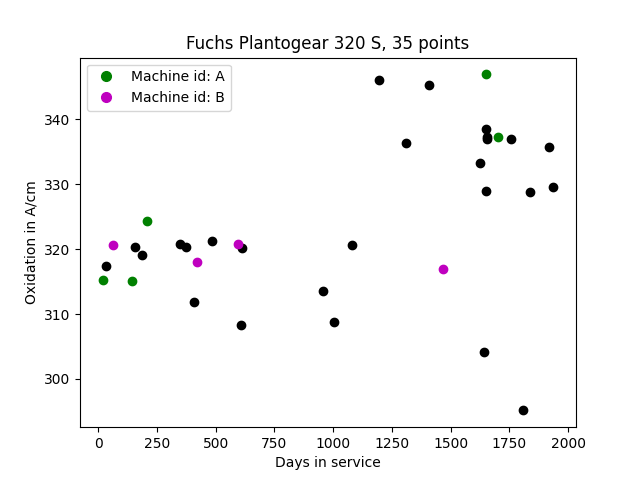 Fuchs Plantogear 320 S, 35 points
Machine id: A
Machine id: B
Oxidation in A/cm
340
330
320
310
300
0 250 500 750 1000 1250 1500 1750 2000
Days in service